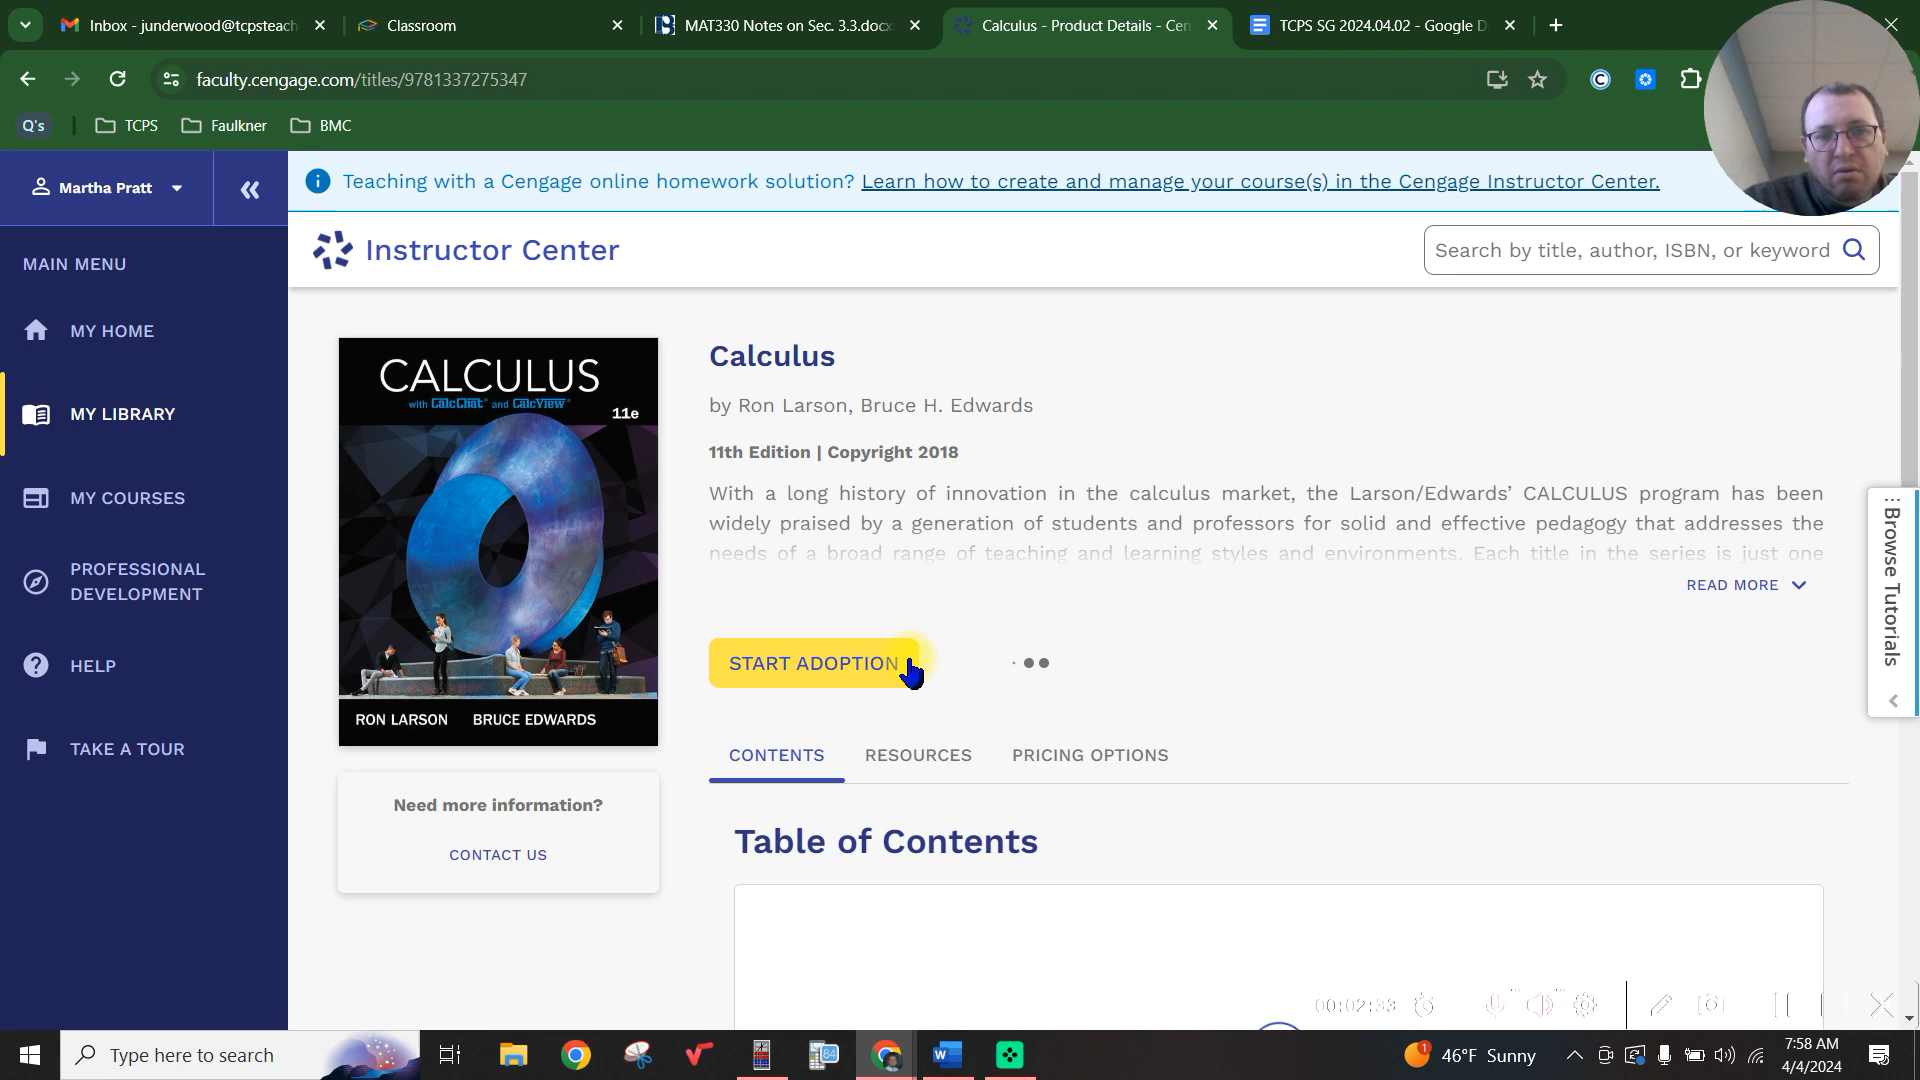 Inbox - junderwood@tcpsteach
Classroom
MAT330 Notes on Sec. 3.3.docx
Calculus - Product Details - Cen
TCPS SG 2024.04.02 - Google D
faculty.cengage.com/titles/9781337275347
Q's
TCPS
Faulkner
BMC
Martha Pratt
Teaching with a Cengage online homework solution? Learn how to create and manage your course(s) in the Cengage Instructor Center.
Instructor Center
Search by title, author, ISBN, or keyword
MAIN MENU
MY HOME
MY LIBRARY
MY COURSES
PROFESSIONAL
DEVELOPMENT
HELP
TAKE A TOUR
CALCULUS
with CalcChat® and CalcView®
11e
RON LARSON BRUCE EDWARDS
Need more information?
CONTACT US
Calculus
by Ron Larson, Bruce H. Edwards
11th Edition | Copyright 2018
With a long history of innovation in the calculus market, the Larson/Edwards’ CALCULUS program has been
widely praised by a generation of students and professors for solid and effective pedagogy that addresses the
needs of a broad range of teaching and learning styles and environments. Each title in the series is just one
READ MORE
START ADOPTION
CONTENTS
RESOURCES
PRICING OPTIONS
Table of Contents
Browse Tutorials
00:02:33
Type here to search
84
1
46°F Sunny
7:58 AM
4/4/2024